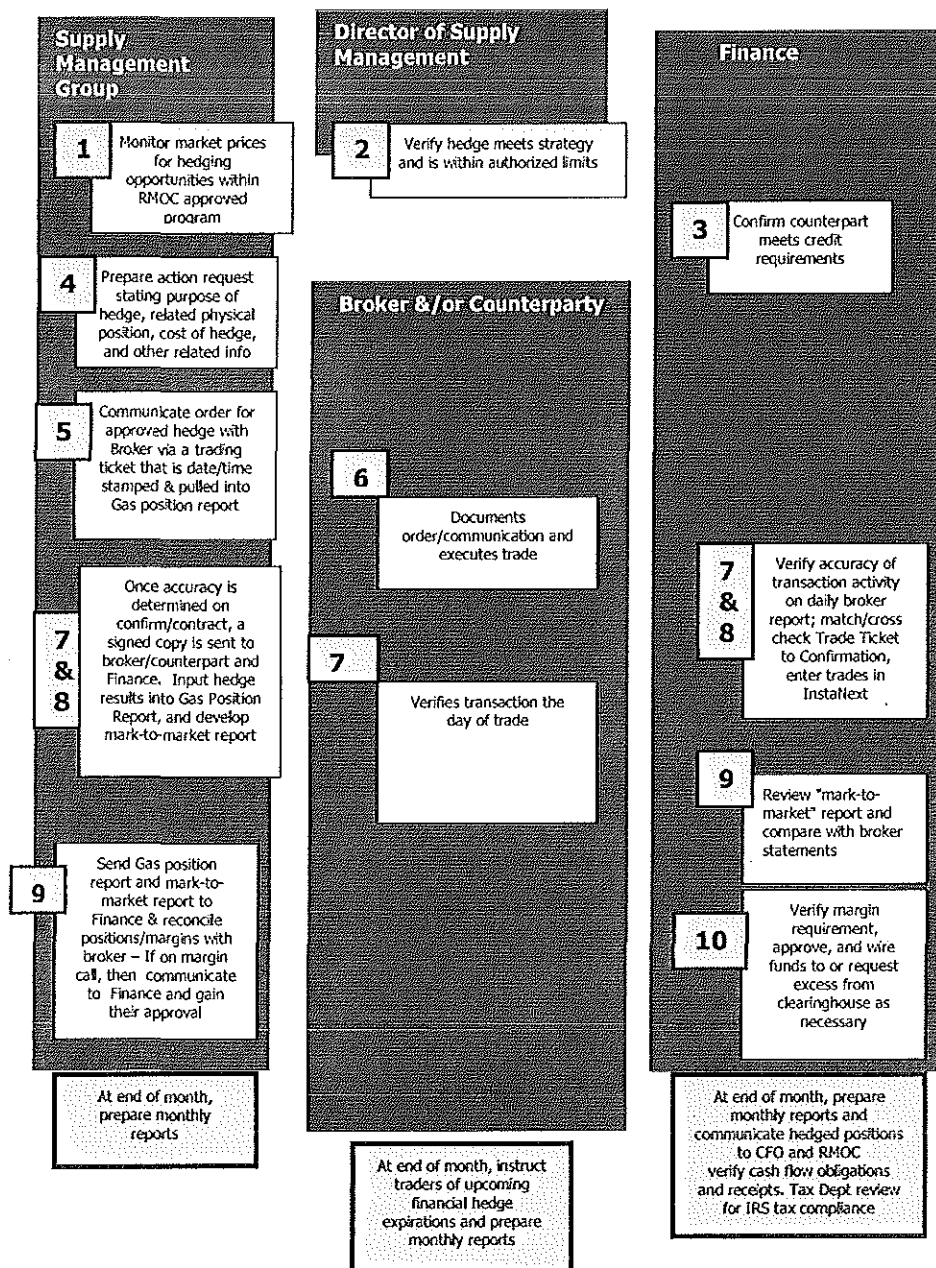 Supply
Management
Group
1
Monitor market prices
for hedging
opportunities within
RMOC approved
program
4
Prepare action request
stating purpose of
hedge, related physical
position, cost of hedge,
and other related info
5
Communicate order for
approved hedge with
Broker via a trading
ticket that is date/time
stamped & pulled into
Gas position report
7
&
8
Once accuracy is
determined on
confirm/contract, a
signed copy is sent to
broker/counterpart and
Finance. Input hedge
results into Gas Position
Report, and develop
mark-to-market report
9
Send Gas position
report and mark-to-
market report to
Finance & reconcile
positions/margins with
broker – If on margin
call, then communicate
to Finance and gain
their approval
At end of month,
prepare monthly
reports
Director of Supply
Management
2
Verify hedge meets strategy
and is within authorized limits
Broker &/or Counterparty
6
Documents
order/communication and
executes trade
7
Verifies transaction the
day of trade
At end of month, instruct
traders of upcoming
financial hedge
expirations and prepare
monthly reports
Finance
3
Confirm counterpart
meets credit
requirements
7
&
8
Verify accuracy of
transaction activity
on daily broker
report; match/cross
check Trade Ticket
to Confirmation,
enter trades in
InstaNext
9
Review "mark-to-
market" report and
compare with broker
statements
10
Verify margin
requirement,
approve, and wire
funds to or request
excess from
clearinghouse as
necessary
At end of month, prepare
monthly reports and
communicate hedged positions
to CFO and RMOC
verify cash flow obligations
and receipts. Tax Dept review
for IRS tax compliance